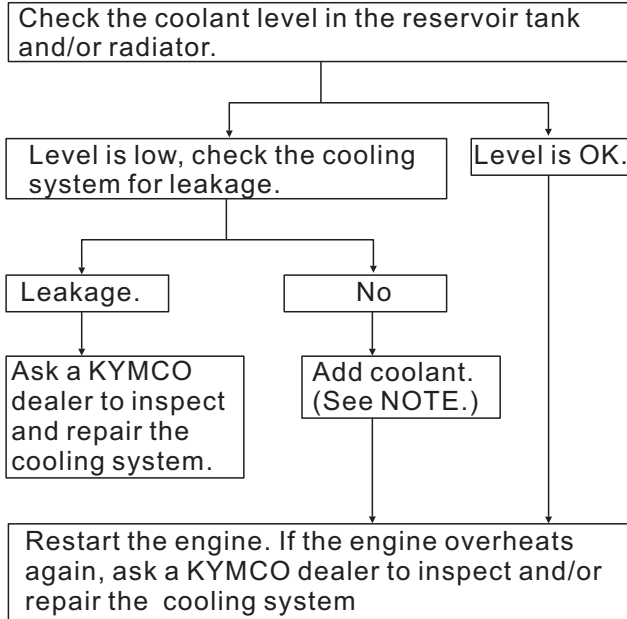 Check the coolant level in the reservoir tank
and/or radiator.
Level is low, check the cooling
system for leakage.
Level is OK.
Leakage.
No
Ask a KYMCO
dealer to inspect
and repair the
cooling system.
Add coolant.
(See NOTE.)
Restart the engine. If the engine overheats
again, ask a KYMCO dealer to inspect and/or
repair the cooling system